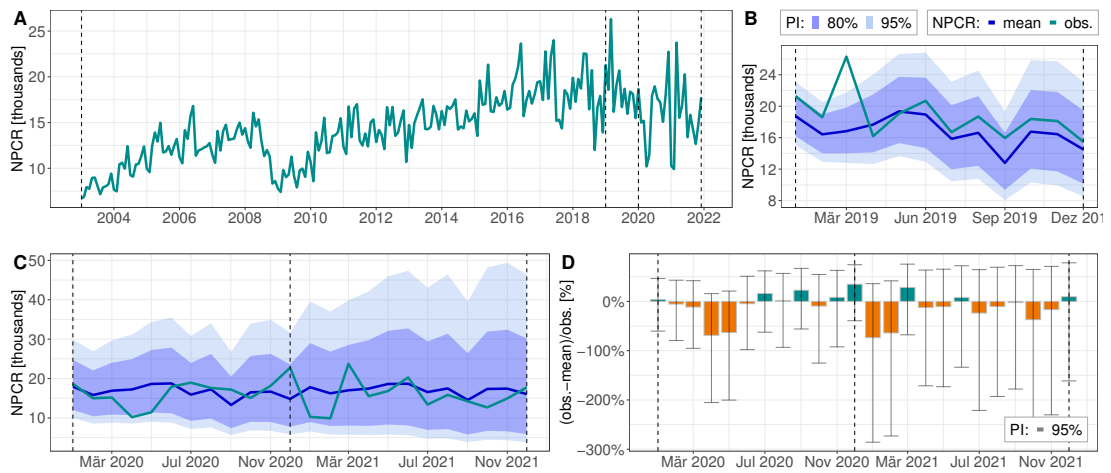 A
NPCR [thousands]
25
20
15
10
2004 2006 2008 2010 2012 2014 2016 2018 2020 2022
PI: 80% 95%
NPCR: mean obs.
B
NPCR [thousands]
24
20
16
12
8
Mär 2019 Jun 2019 Sep 2019 Dez 201
C
NPCR [thousands]
50
40
30
20
10
Mär 2020 Jul 2020 Nov 2020 Mär 2021 Jul 2021 Nov 2021
D
(obs.−mean)/obs. [%]
0%
−100%
−200%
−300%
Mär 2020 Jul 2020 Nov 2020 Mär 2021 Jul 2021 Nov 2021
PI: 95%